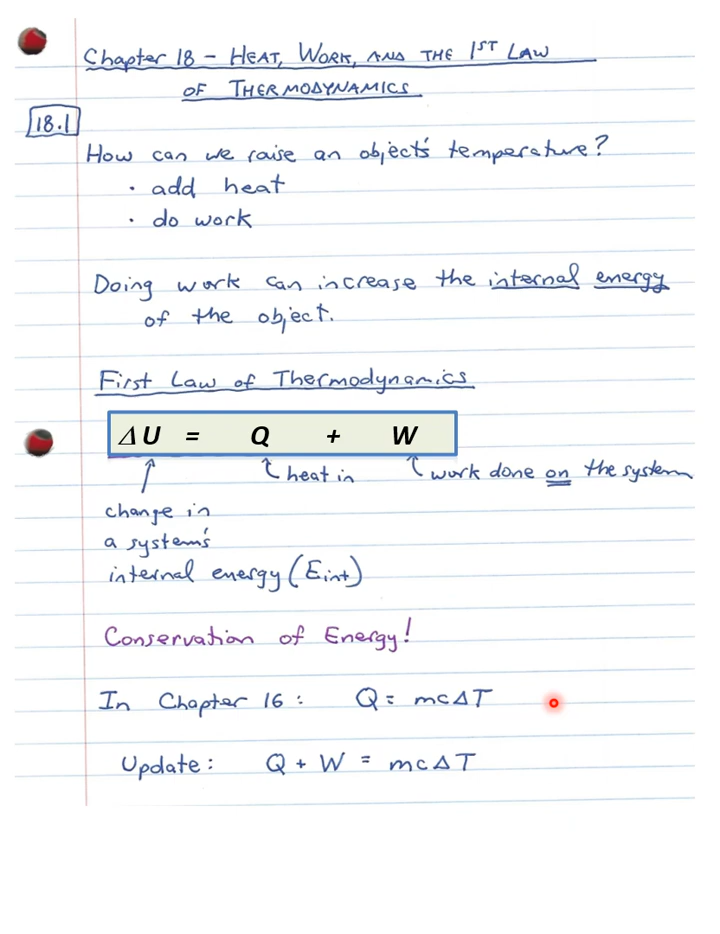 Chapter 18 – HEAT, WORK, AND THE 1ST LAW
OF THERMODYNAMICS
18.1
How can we raise an object's temperature?
· add heat
· do work
Doing work can increase the internal energy
of the object.
First Law of Thermodynamics
ΔU = Q + W
heat in work done on the system
change in
a system's
internal energy (Eint)
Conservation of Energy!
In Chapter 16: Q = mcΔT
Update: Q + W = mcΔT